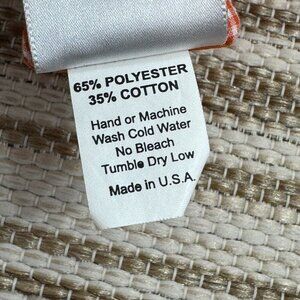 65% POLYESTER
35% COTTON
Hand or Machine
Wash Cold Water
No Bleach
Tumble Dry Low
Made in U.S.A.